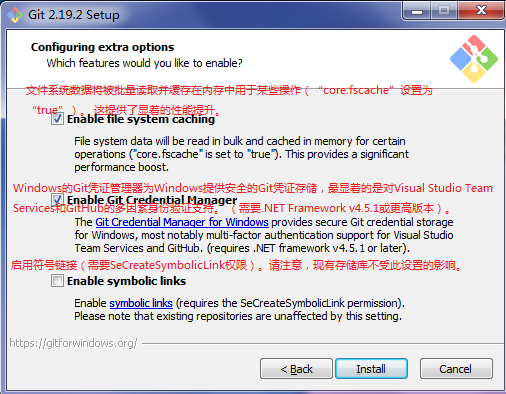 Git 2.19.2 Setup
Configuring extra options
Which features would you like to enable?
文件系统数据将被批量读取并缓存在内存中用于某些操作（“core.fscache”设置为
“true”）。 这提供了显着的性能提升。
Enable file system caching
File system data will be read in bulk and cached in memory for certain
operations ("core.fscache" is set to "true"). This provides a significant
performance boost.
Windows的Git凭证管理器为Windows提供安全的Git凭证存储，最显着的是对Visual Studio Team
Enable Git Credential Manager
Services和GitHub的多因素身份验证支持。 （需要.NET Framework v4.5.1或更高版本）。
The Git Credential Manager for Windows provides secure Git credential storage
for Windows, most notably multi-factor authentication support for Visual Studio
Team Services and GitHub. (requires .NET framework v4.5.1 or later).
启用符号链接（需要SeCreateSymbolicLink权限）。请注意，现有存储库不受此设置的影响。
Enable symbolic links
Enable symbolic links (requires the SeCreateSymbolicLink permission).
Please note that existing repositories are unaffected by this setting.
https://gitforwindows.org/
< Back
Install
Cancel